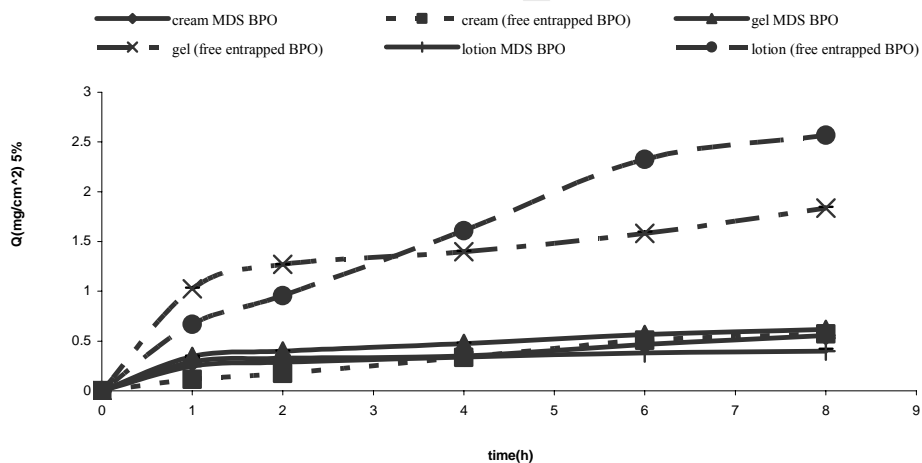 cream MDS BPO cream (free entrapped BPO) gel MDS BPO
gel (free entrapped BPO) lotion MDS BPO lotion (free entrapped BPO)
3
2.5
2
1.5
1
0.5
0
Q(mg/cm^2) 5%
0 1 2 3 4 5 6 7 8 9
time(h)